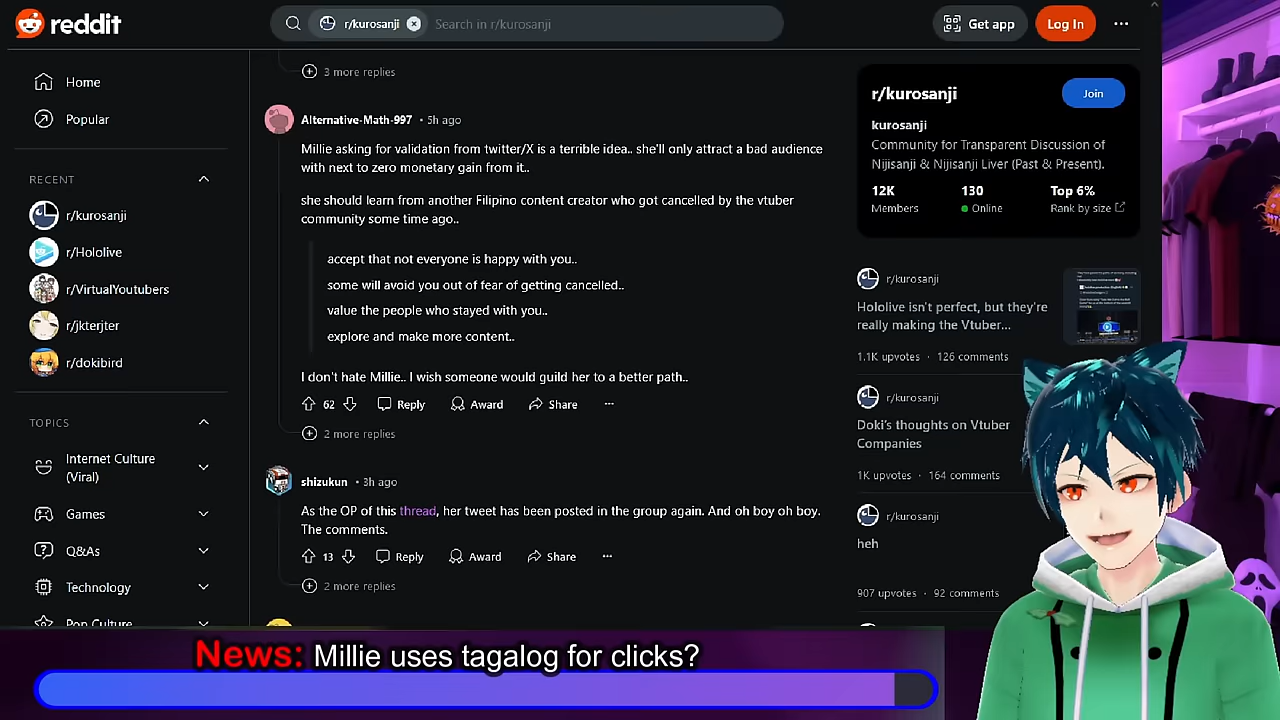 reddit
r/kurosanji
Search in r/kurosanji
Get app
Log In
Home
Popular
RECENT
r/kurosanji
r/Hololive
r/VirtualYoutubers
r/jkterjter
r/dokibird
TOPICS
Internet Culture
(Viral)
Games
Q&As
Technology
Pop Culture
3 more replies
Alternative-Math-997 • 5h ago
Millie asking for validation from twitter/X is a terrible idea.. she'll only attract a bad audience
with next to zero monetary gain from it..
she should learn from another Filipino content creator who got cancelled by the vtuber
community some time ago..
accept that not everyone is happy with you..
some will avoid you out of fear of getting cancelled..
value the people who stayed with you..
explore and make more content..
I don't hate Millie.. I wish someone would guild her to a better path..
62
Reply
Award
Share
2 more replies
shizukun • 3h ago
As the OP of this thread, her tweet has been posted in the group again. And oh boy oh boy.
The comments.
13
Reply
Award
Share
2 more replies
r/kurosanji
Join
kurosanji
Community for Transparent Discussion of
Nijisanji & Nijisanji Liver (Past & Present).
12K
130
Top 6%
Members
Online
Rank by size
r/kurosanji
Hololive isn't perfect, but they're
really making the Vtuber...
1.1K upvotes • 126 comments
r/kurosanji
Doki's thoughts on Vtuber
Companies
1K upvotes • 164 comments
r/kurosanji
heh
907 upvotes • 92 comments
News: Millie uses tagalog for clicks?